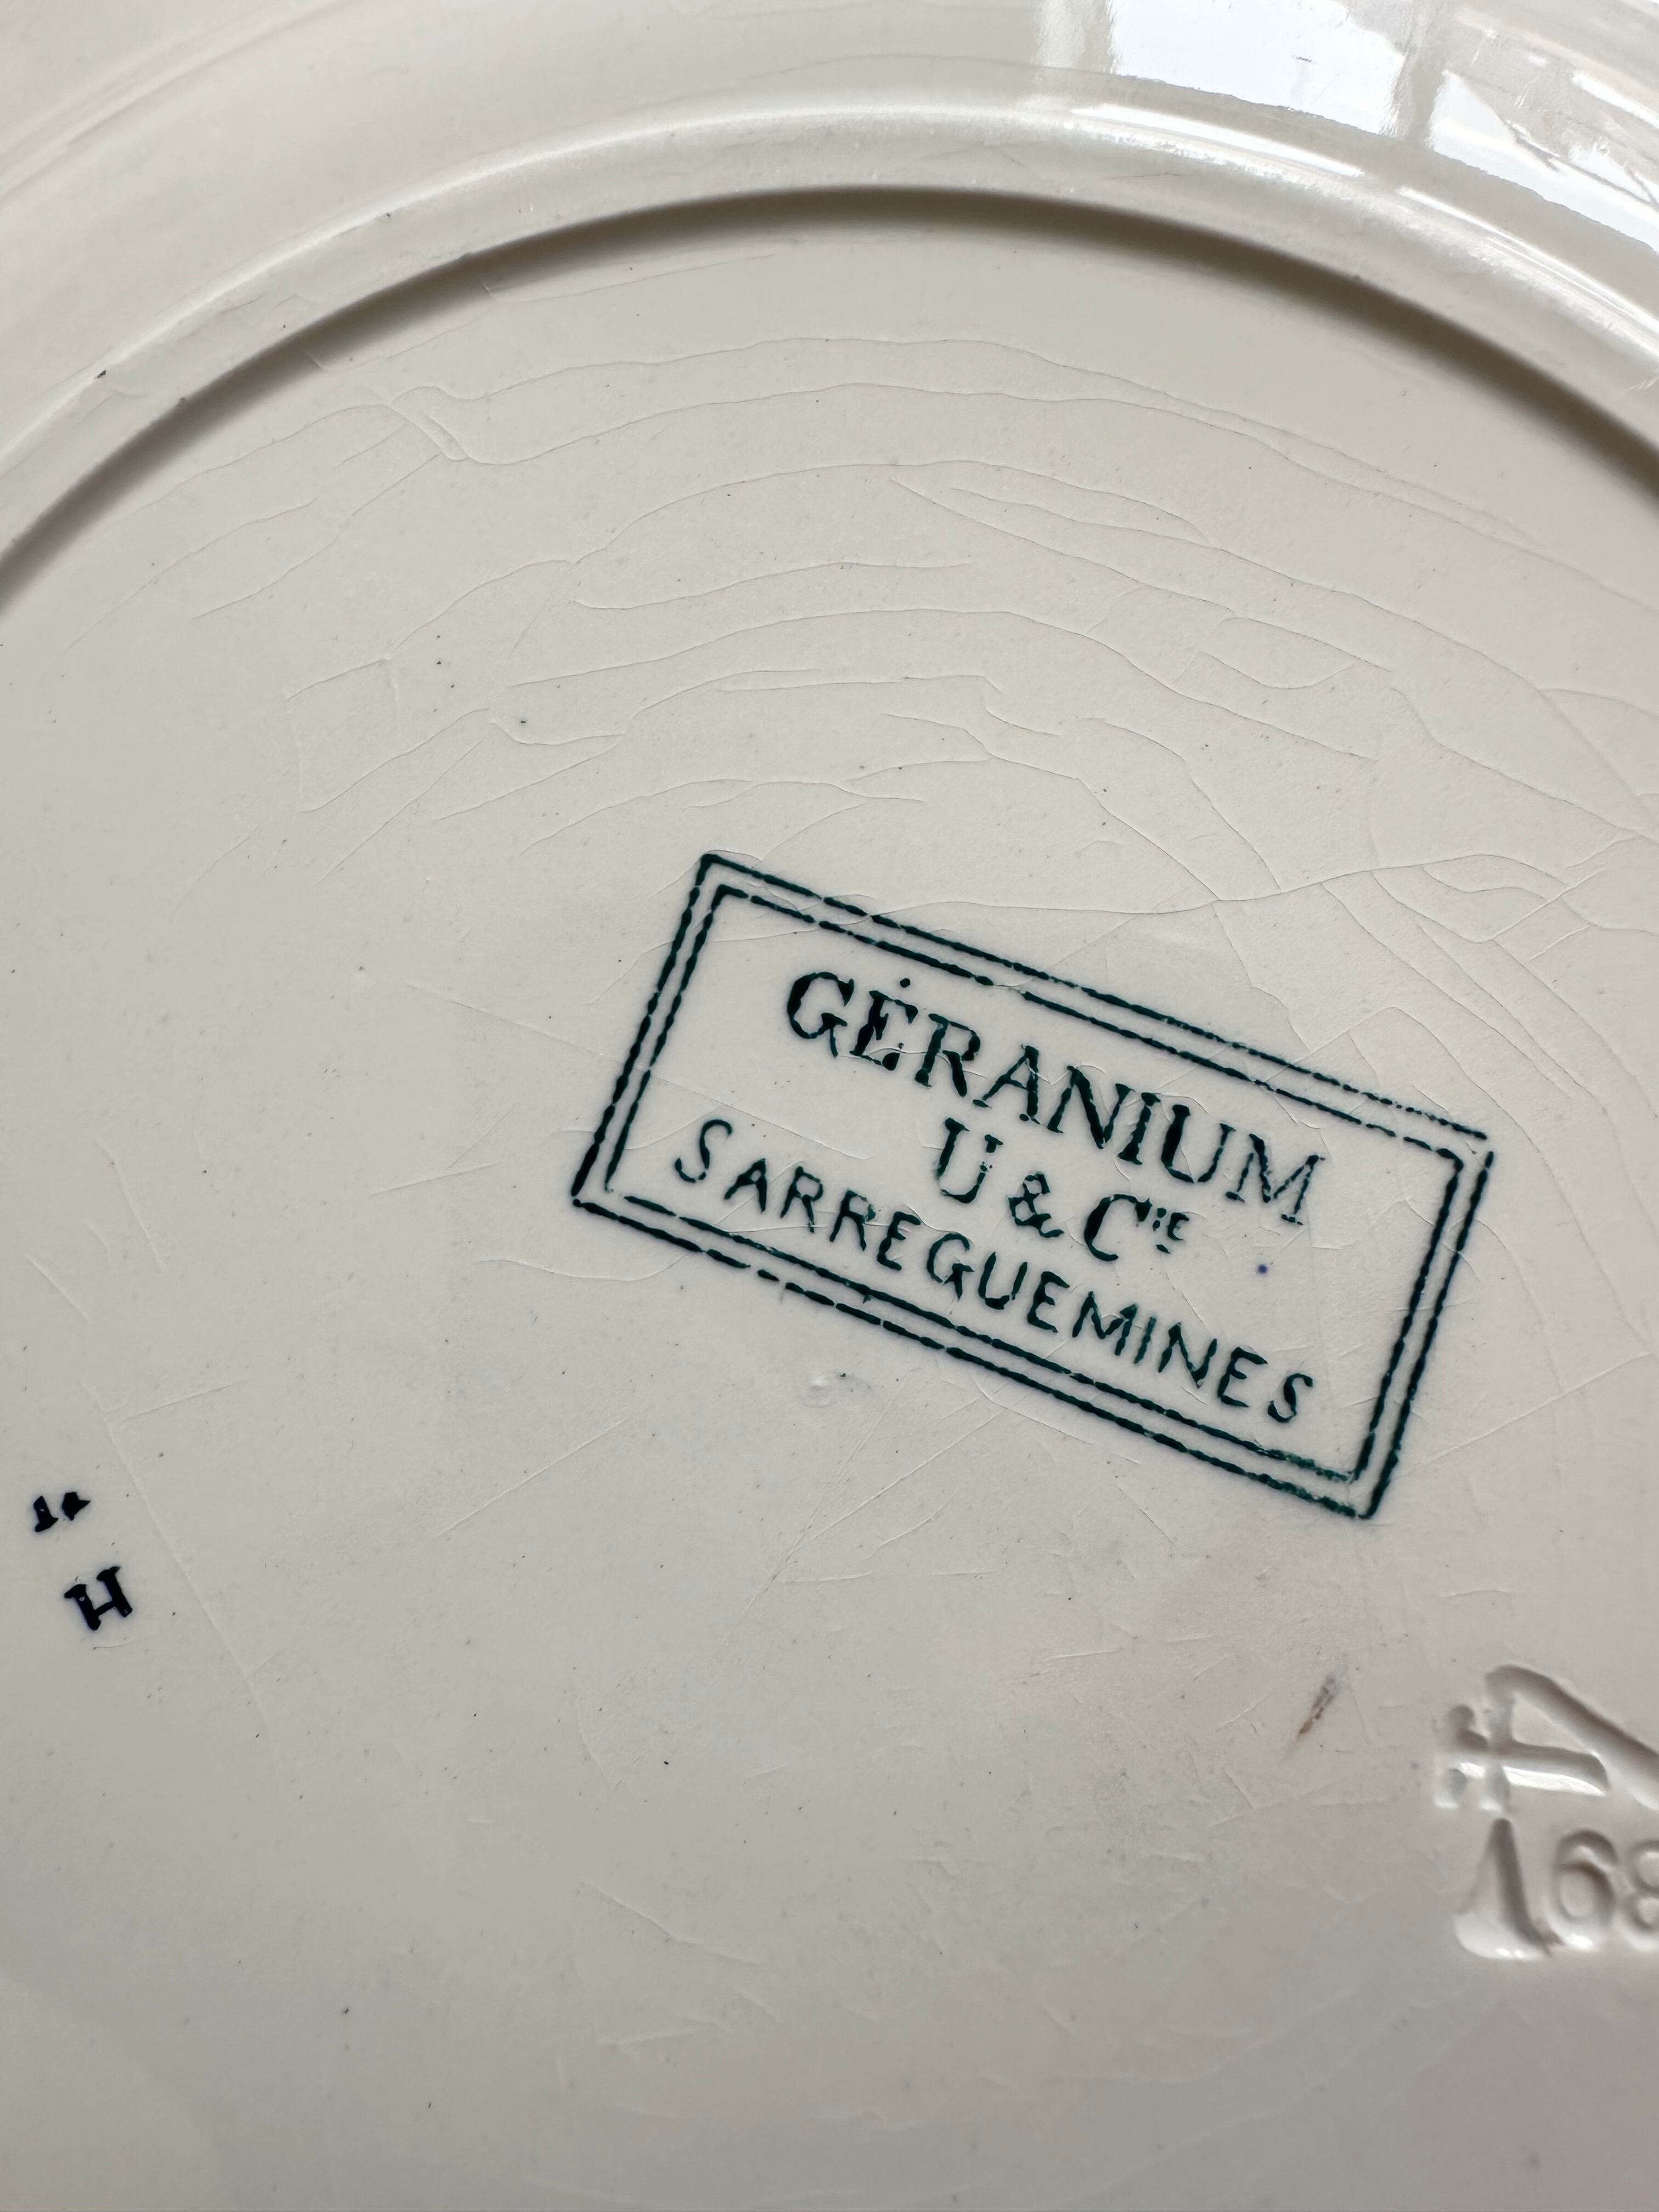 GÉRANIUM
U & Cie
SARREGUEMINES
H
168